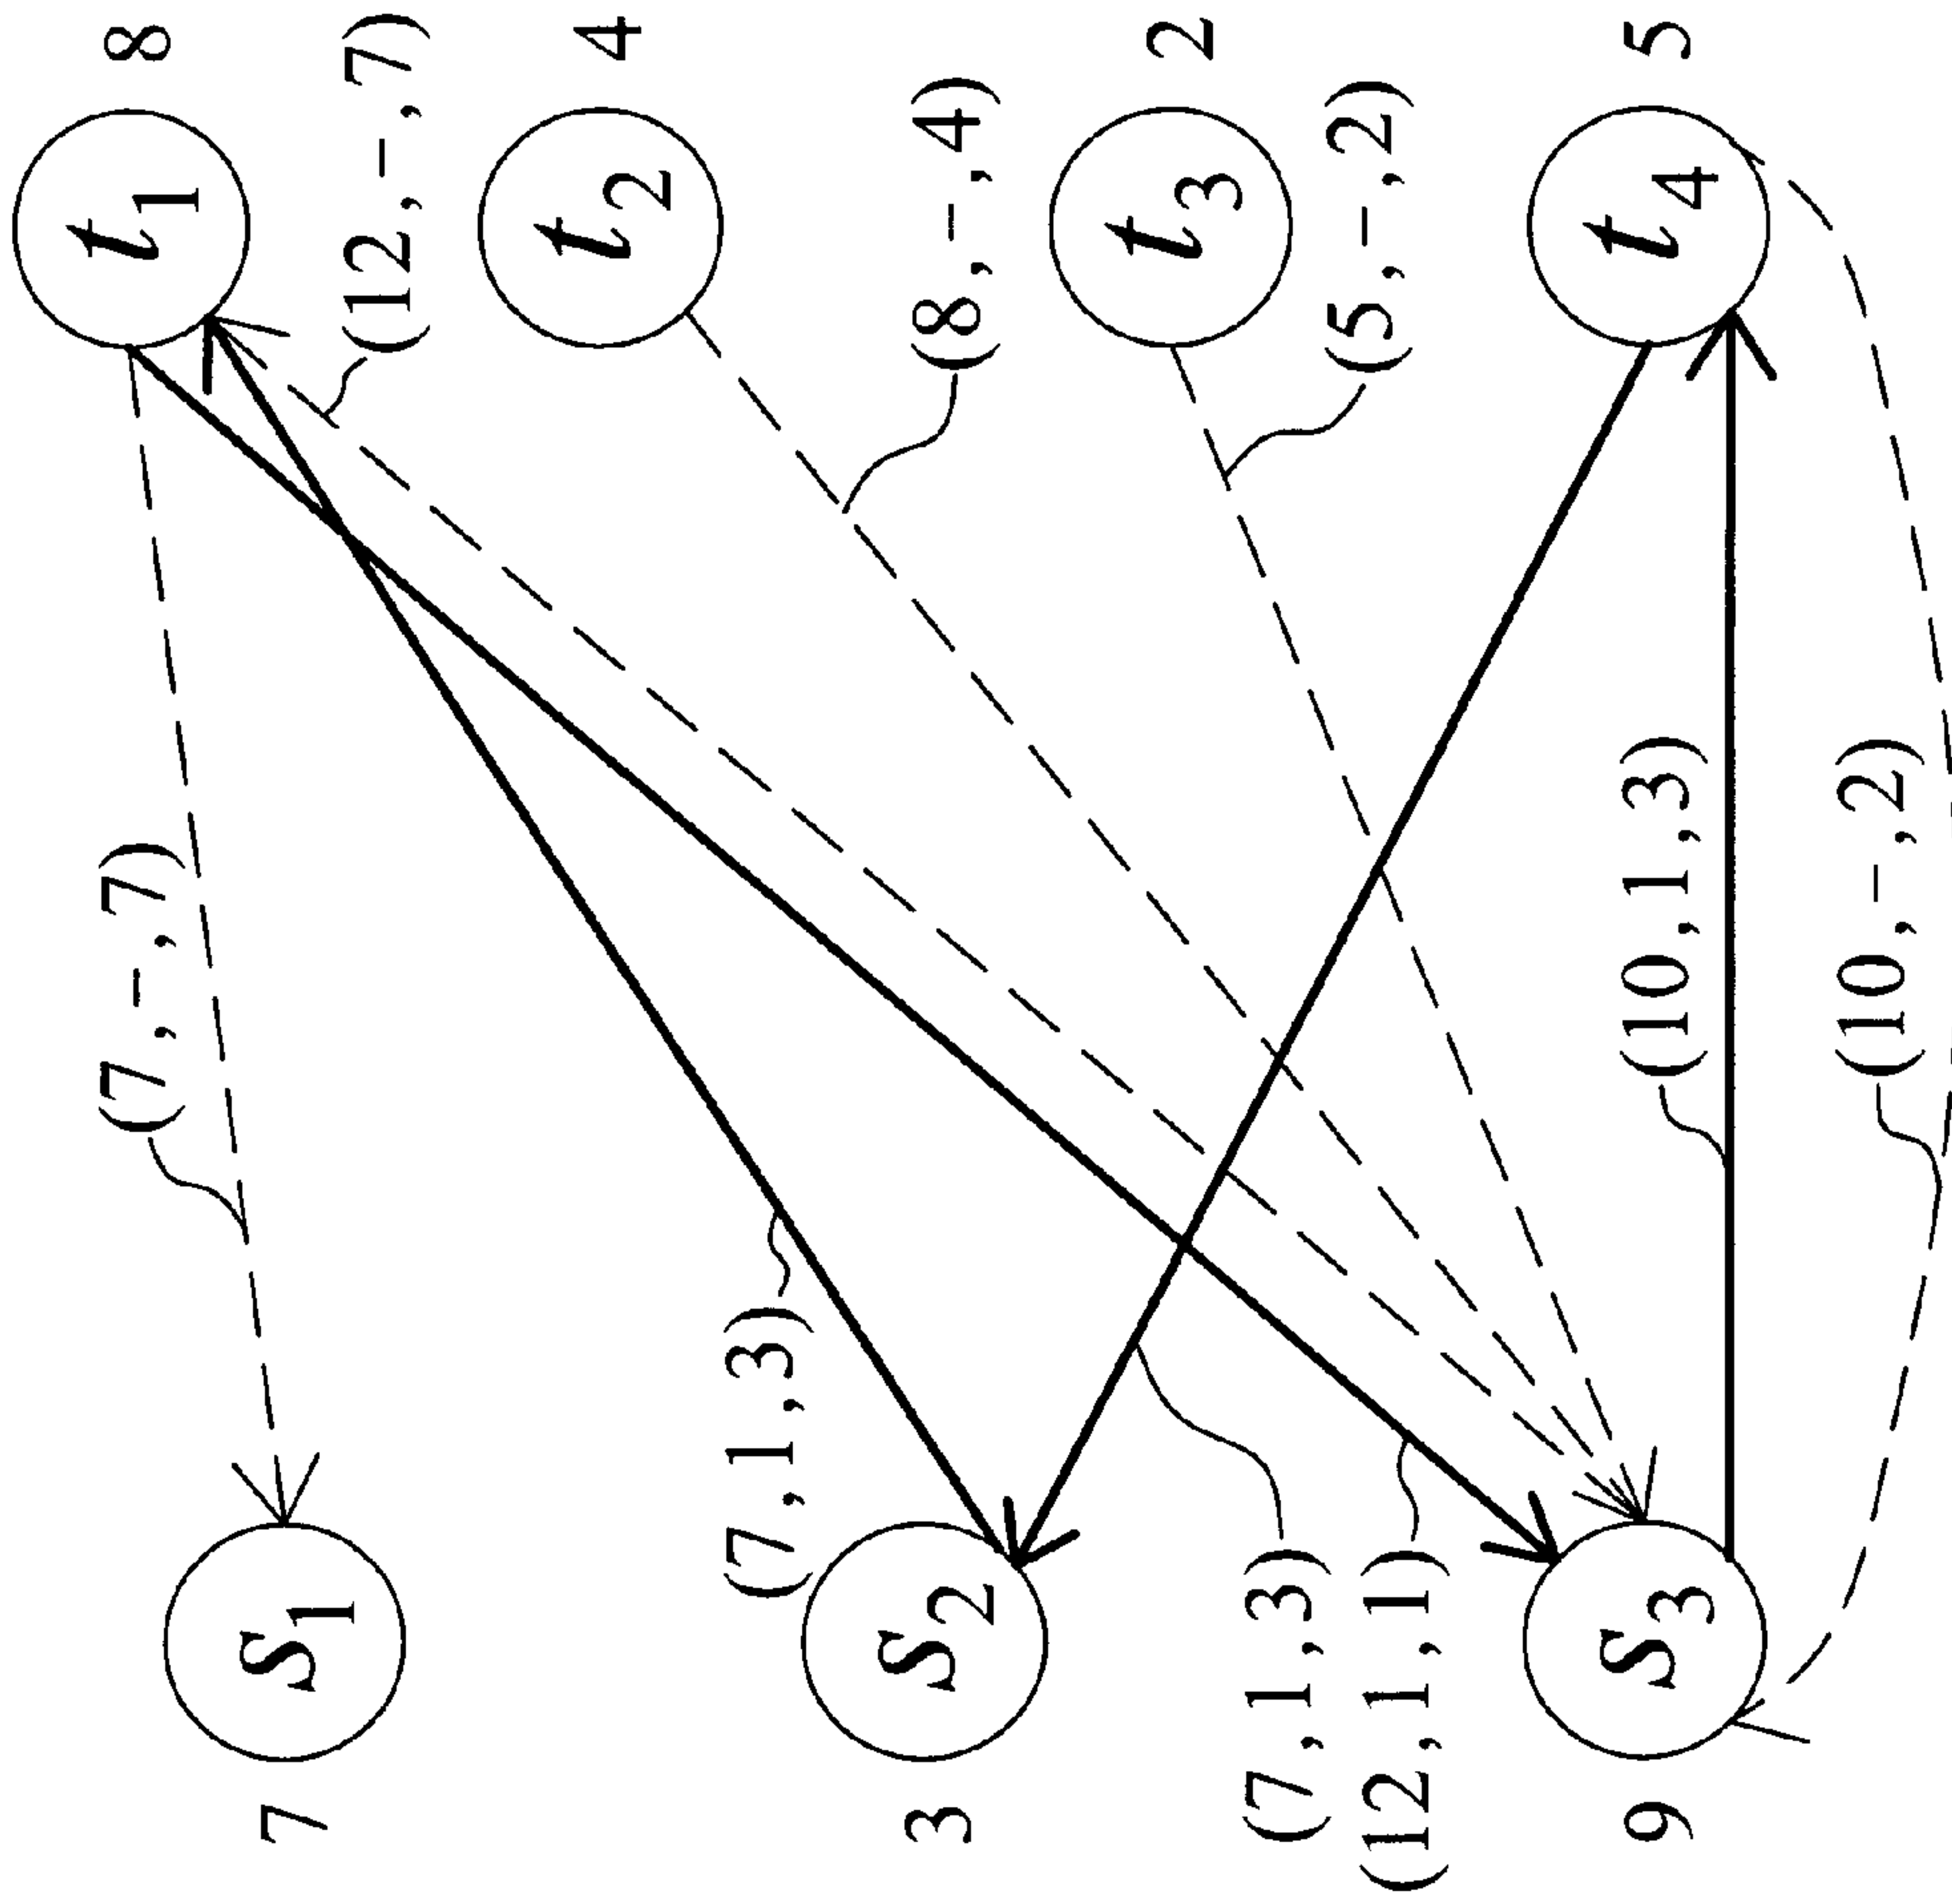 7
s1
(7,-,7)
t1
8
(12,-,7)
3
s2
(7,1,3)
t2
4
(8,-,4)
(7,1,3)
(12,1,1)
t3
2
(5,-,2)
9
s3
(10,1,3)
(10,-,2)
t4
5